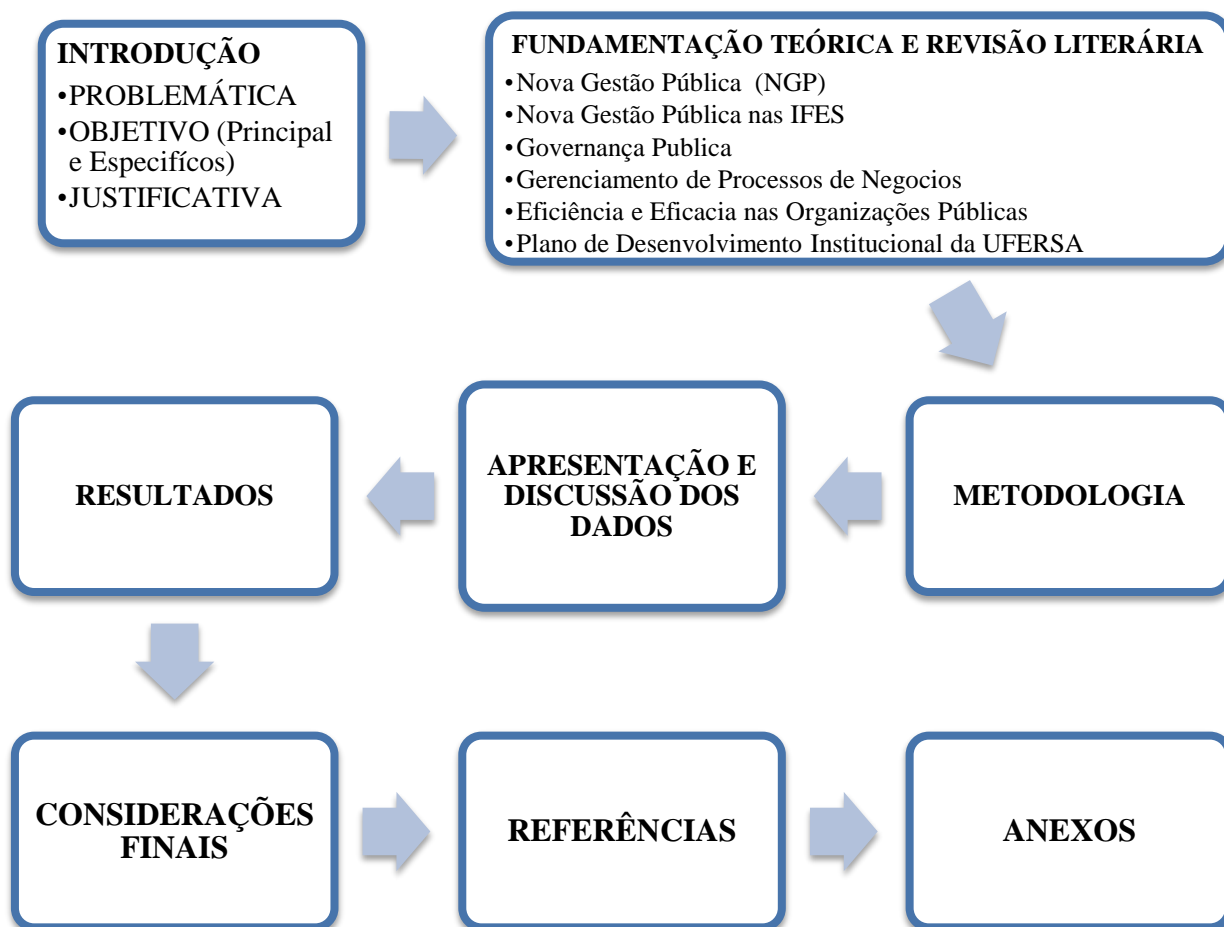 INTRODUÇÃO
•PROBLEMÁTICA
•OBJETIVO (Principal
e Especifícos)
•JUSTIFICATIVA
FUNDAMENTAÇÃO TEÓRICA E REVISÃO LITERÁRIA
•Nova Gestão Pública (NGP)
•Nova Gestão Pública nas IFES
•Governança Publica
•Gerenciamento de Processos de Negocios
•Eficiência e Eficacia nas Organizações Públicas
•Plano de Desenvolvimento Institucional da UFERSA
METODOLOGIA
APRESENTAÇÃO E
DISCUSSÃO DOS
DADOS
RESULTADOS
CONSIDERAÇÕES
FINAIS
REFERÊNCIAS
ANEXOS